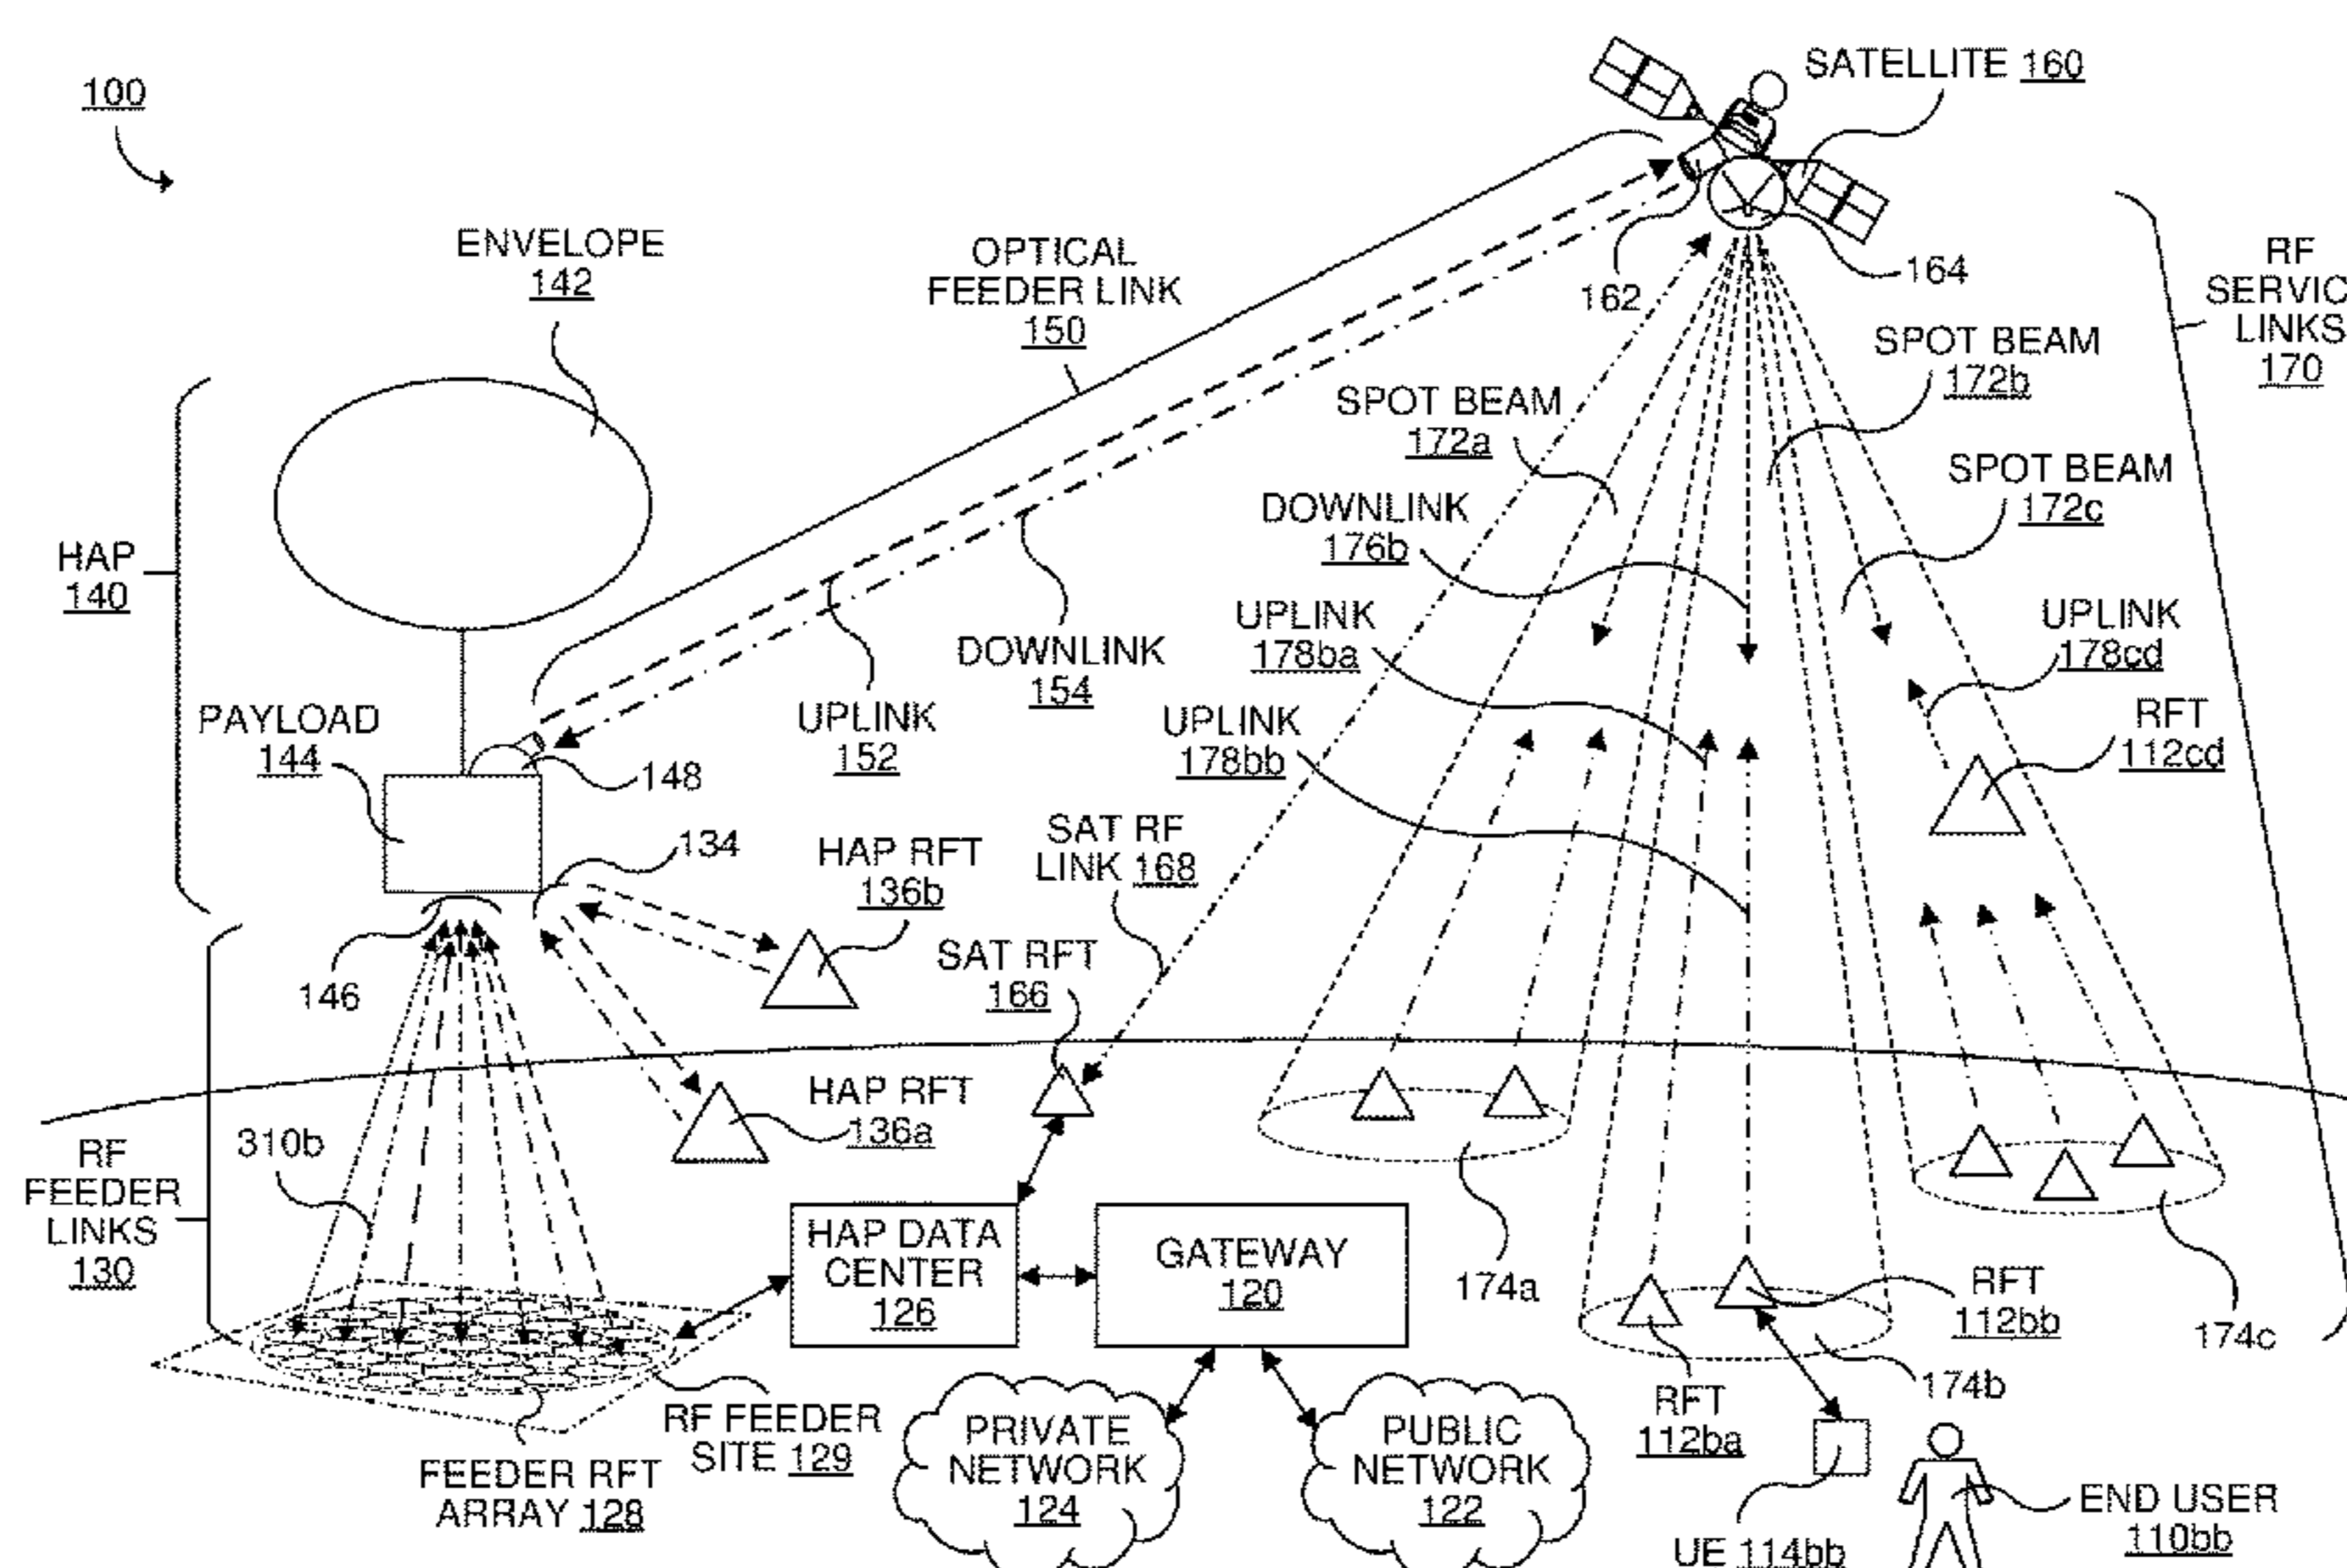 100
SATELLITE 160
ENVELOPE
142
OPTICAL
FEEDER LINK
150
162
164
RF
SERVIC
LINKS
170
SPOT BEAM
172b
SPOT BEAM
172a
SPOT BEAM
172c
DOWNLINK
176b
HAP
140
UPLINK
178ba
UPLINK
178cd
DOWNLINK
154
UPLINK
152
PAYLOAD
144
148
UPLINK
178bb
RFT
112cd
134
HAP RFT
136b
SAT RF
LINK 168
SAT RFT
166
146
HAP RFT
136a
310b
RF
FEEDER
LINKS
130
HAP DATA
CENTER
126
GATEWAY
120
174a
RFT
112bb
174c
174b
RFT
112ba
RF FEEDER
SITE 129
FEEDER RFT
ARRAY 128
PRIVATE
NETWORK
124
PUBLIC
NETWORK
122
UE 114bb
END USER
110bb